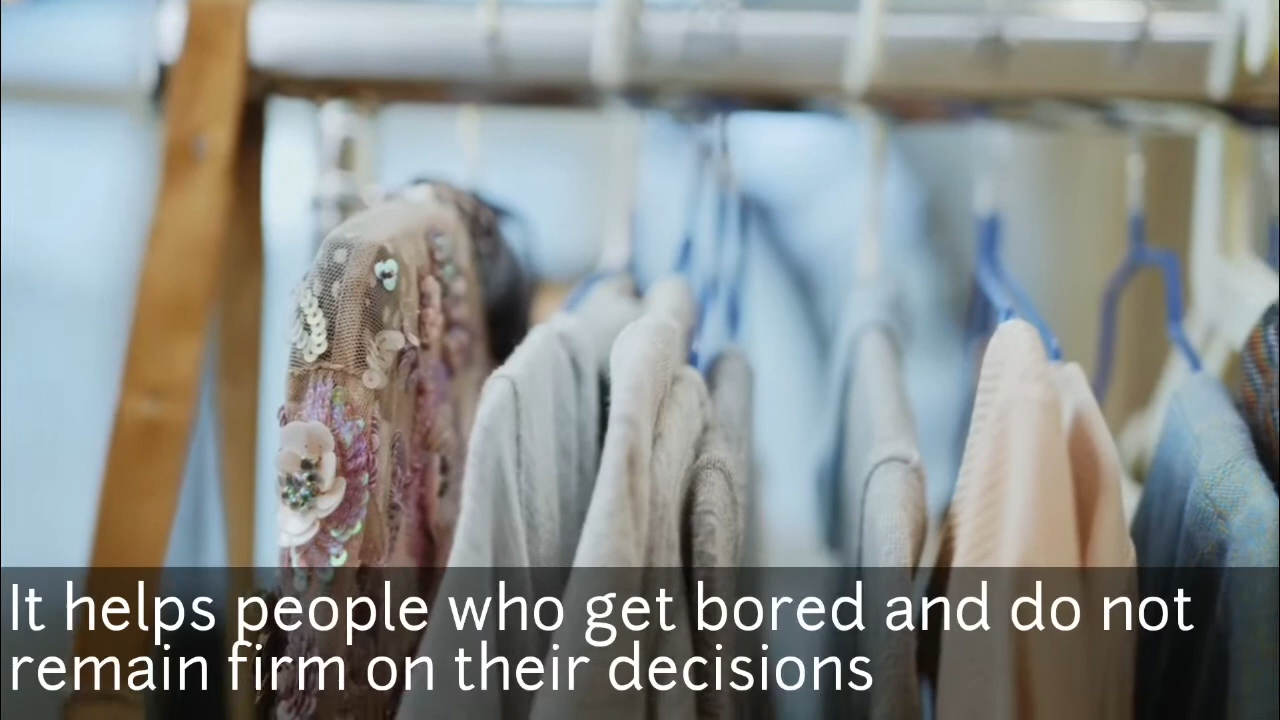 It helps people who get bored and do not
remain firm on their decisions